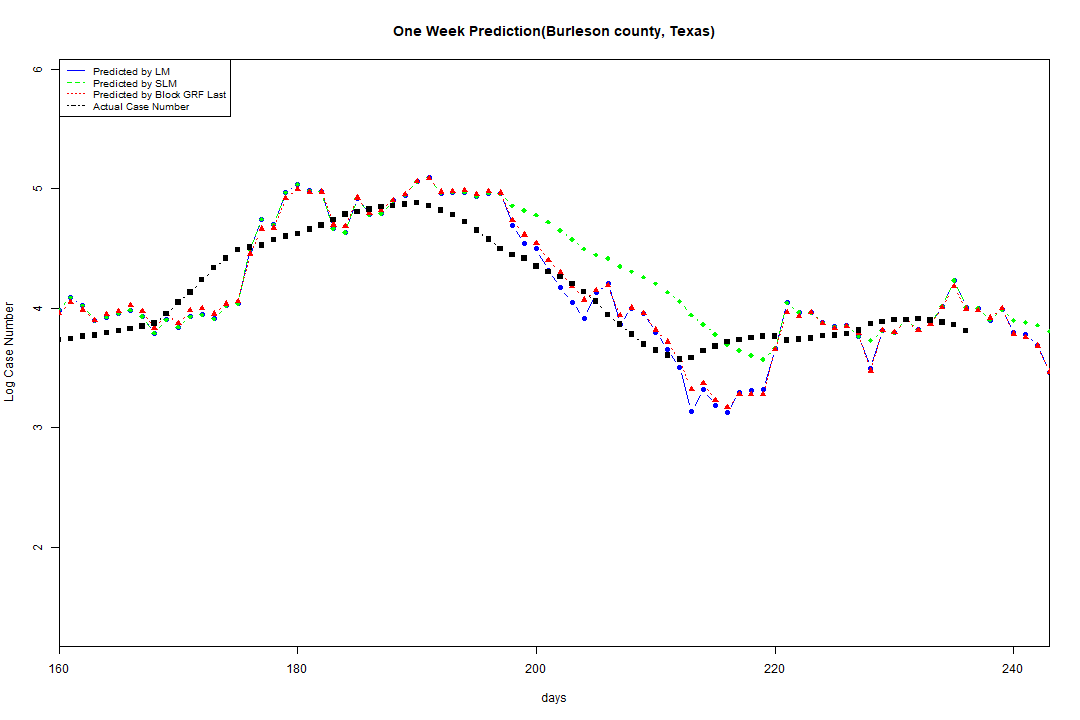 One Week Prediction(Burleson county, Texas)
Predicted by LM
Predicted by SLM
Predicted by Block GRF Last
Actual Case Number
6
5
4
3
2
Log Case Number
160 180 200 220 240
days